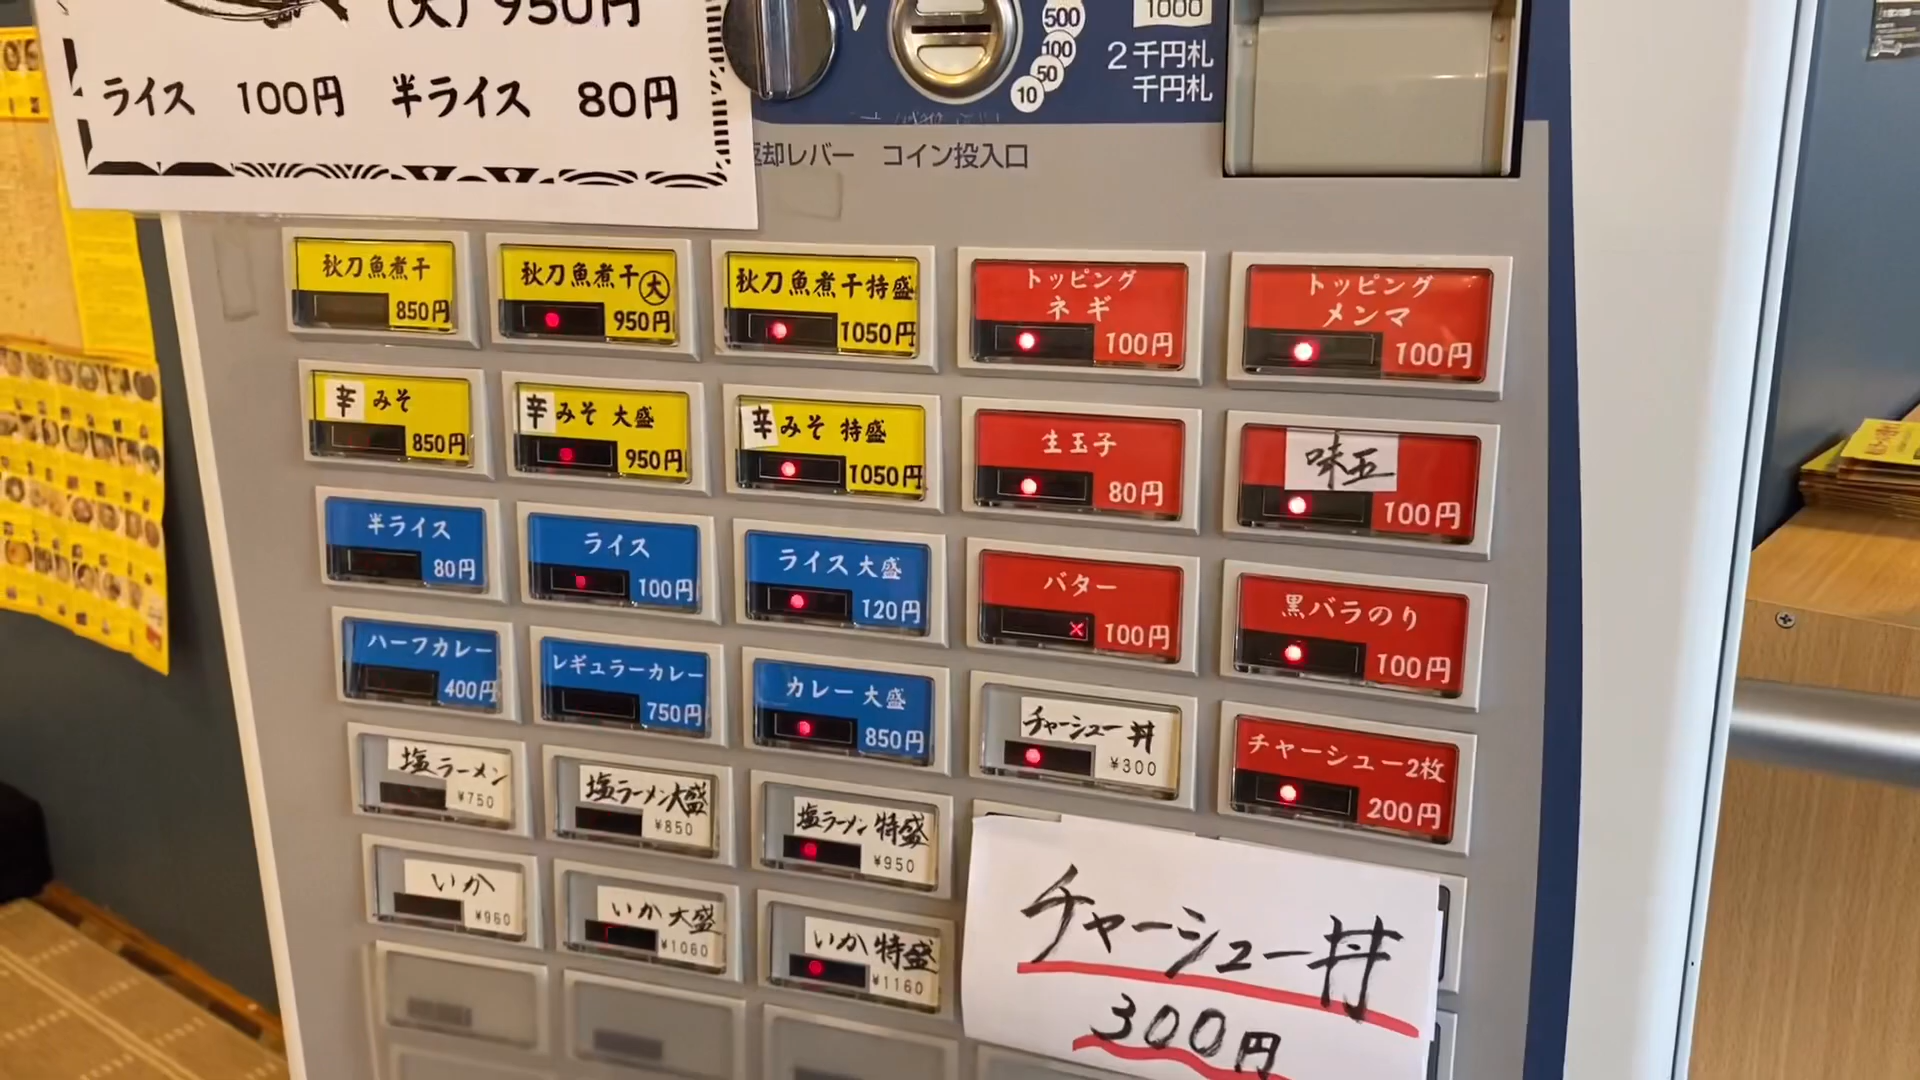 (大) 950円
ライス 100円 半ライス 80円
500
100
50
10
1000
2千円札
千円札
却レバー コイン投入口
秋刀魚煮干
850円
秋刀魚煮干大
950円
秋刀魚煮干特盛
1050円
トッピング
ネギ
100円
トッピング
メンマ
100円
辛みそ
850円
辛みそ 大盛
950円
辛みそ 特盛
1050円
生玉子
80円
味玉
100円
半ライス
80円
ライス
100円
ライス大盛
120円
バター
100円
黒バラのり
100円
ハーフカレー
400円
レギュラーカレー
750円
カレー大盛
850円
チャーシュー丼
¥300
チャーシュー2枚
200円
塩ラーメン
¥750
塩ラーメン大盛
¥850
塩ラーメン特盛
¥950
いか
¥960
いか大盛
¥1060
いか特盛
¥1160
チャーシュー丼
300円